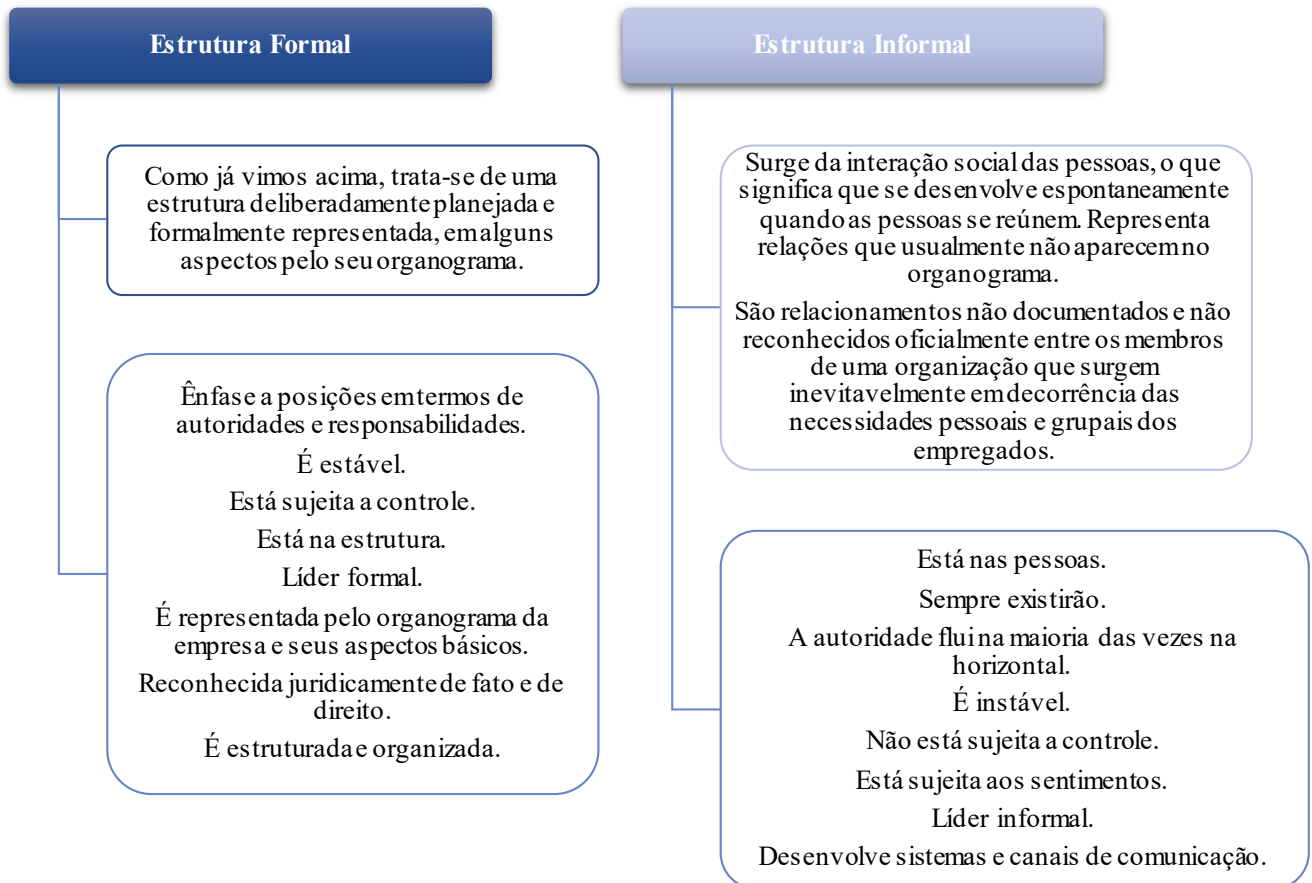 Estrutura Formal
Como já vimos acima, trata-se de uma
estrutura deliberadamente planejada e
formalmente representada, em alguns
aspectos pelo seu organograma.
Ênfase a posições em termos de
autoridades e responsabilidades.
É estável.
Está sujeita a controle.
Está na estrutura.
Líder formal.
É representada pelo organograma da
empresa e seus aspectos básicos.
Reconhecida juridicamente de fato e de
direito.
É estruturada e organizada.
Estrutura Informal
Surge da interação social das pessoas, o que
significa que se desenvolve espontaneamente
quando as pessoas se reúnem. Representa
relações que usualmente não aparecem no
organograma.
São relacionamentos não documentados e não
reconhecidos oficialmente entre os membros
de uma organização que surgem
inevitavelmente em decorrência das
necessidades pessoais e grupais dos
empregados.
Está nas pessoas.
Sempre existirão.
A autoridade flui na maioria das vezes na
horizontal.
É instável.
Não está sujeita a controle.
Está sujeita aos sentimentos.
Líder informal.
Desenvolve sistemas e canais de comunicação.